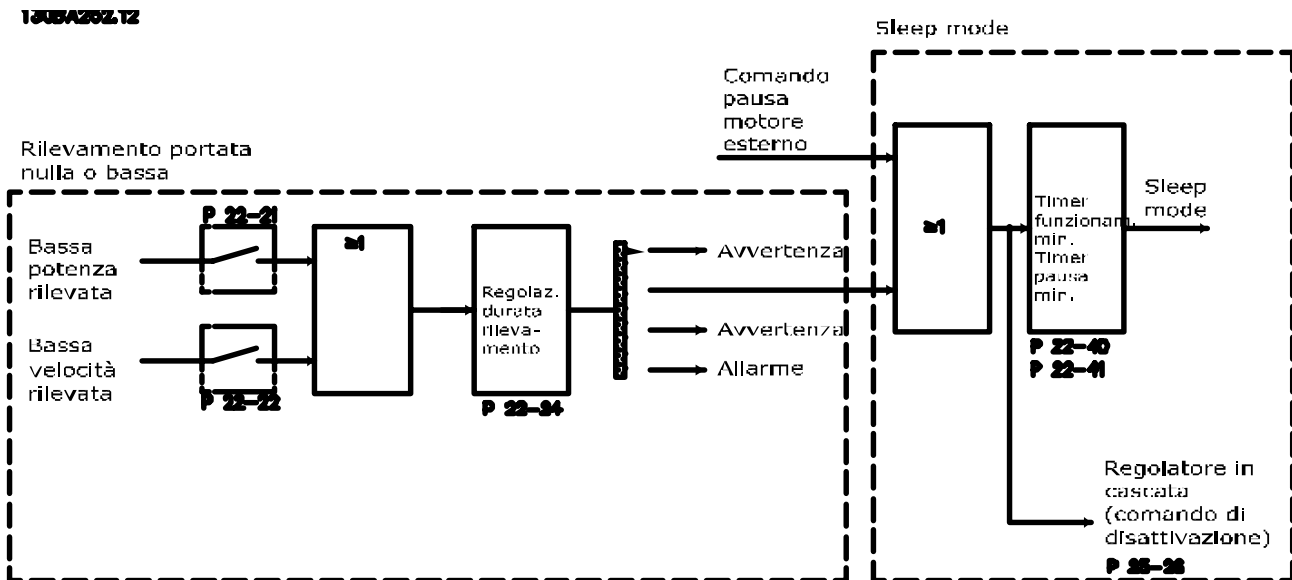 130BA252.12
Sleep mode
Comando
pausa
motore
esterno
Rilevamento portata
nulla o bassa
P 22-21
Bassa
potenza
rilevata
≥1
Regolaz.
durata
rileva-
mento
P 22-24
Bassa
velocità
rilevata
P 22-22
Avvertenza
Avvertenza
Allarme
≥1
Timer
funzionam.
min.
Timer
pausa
min.
P 22-40
P 22-41
Sleep
mode
Regolatore in
cascata
(comando di
disattivazione)
P 25-26